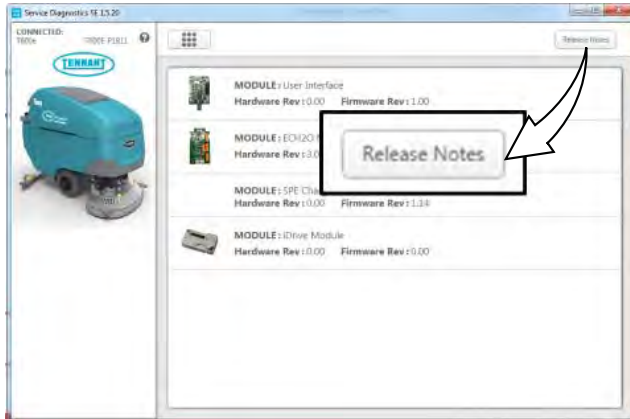 Service Diagnostics SE 1.5.20
CONNECTED:
T600e
Release Notes
TENNANT
MODULE: User Interface
Hardware Rev: 0.00 Firmware Rev: 1.00
MODULE: ECH2O
Hardware Rev: 3.0
Release Notes
MODULE: SPE Cha
Hardware Rev: 0.00 Firmware Rev: 1.14
MODULE: iDrive Module
Hardware Rev: 0.00 Firmware Rev: 0.00